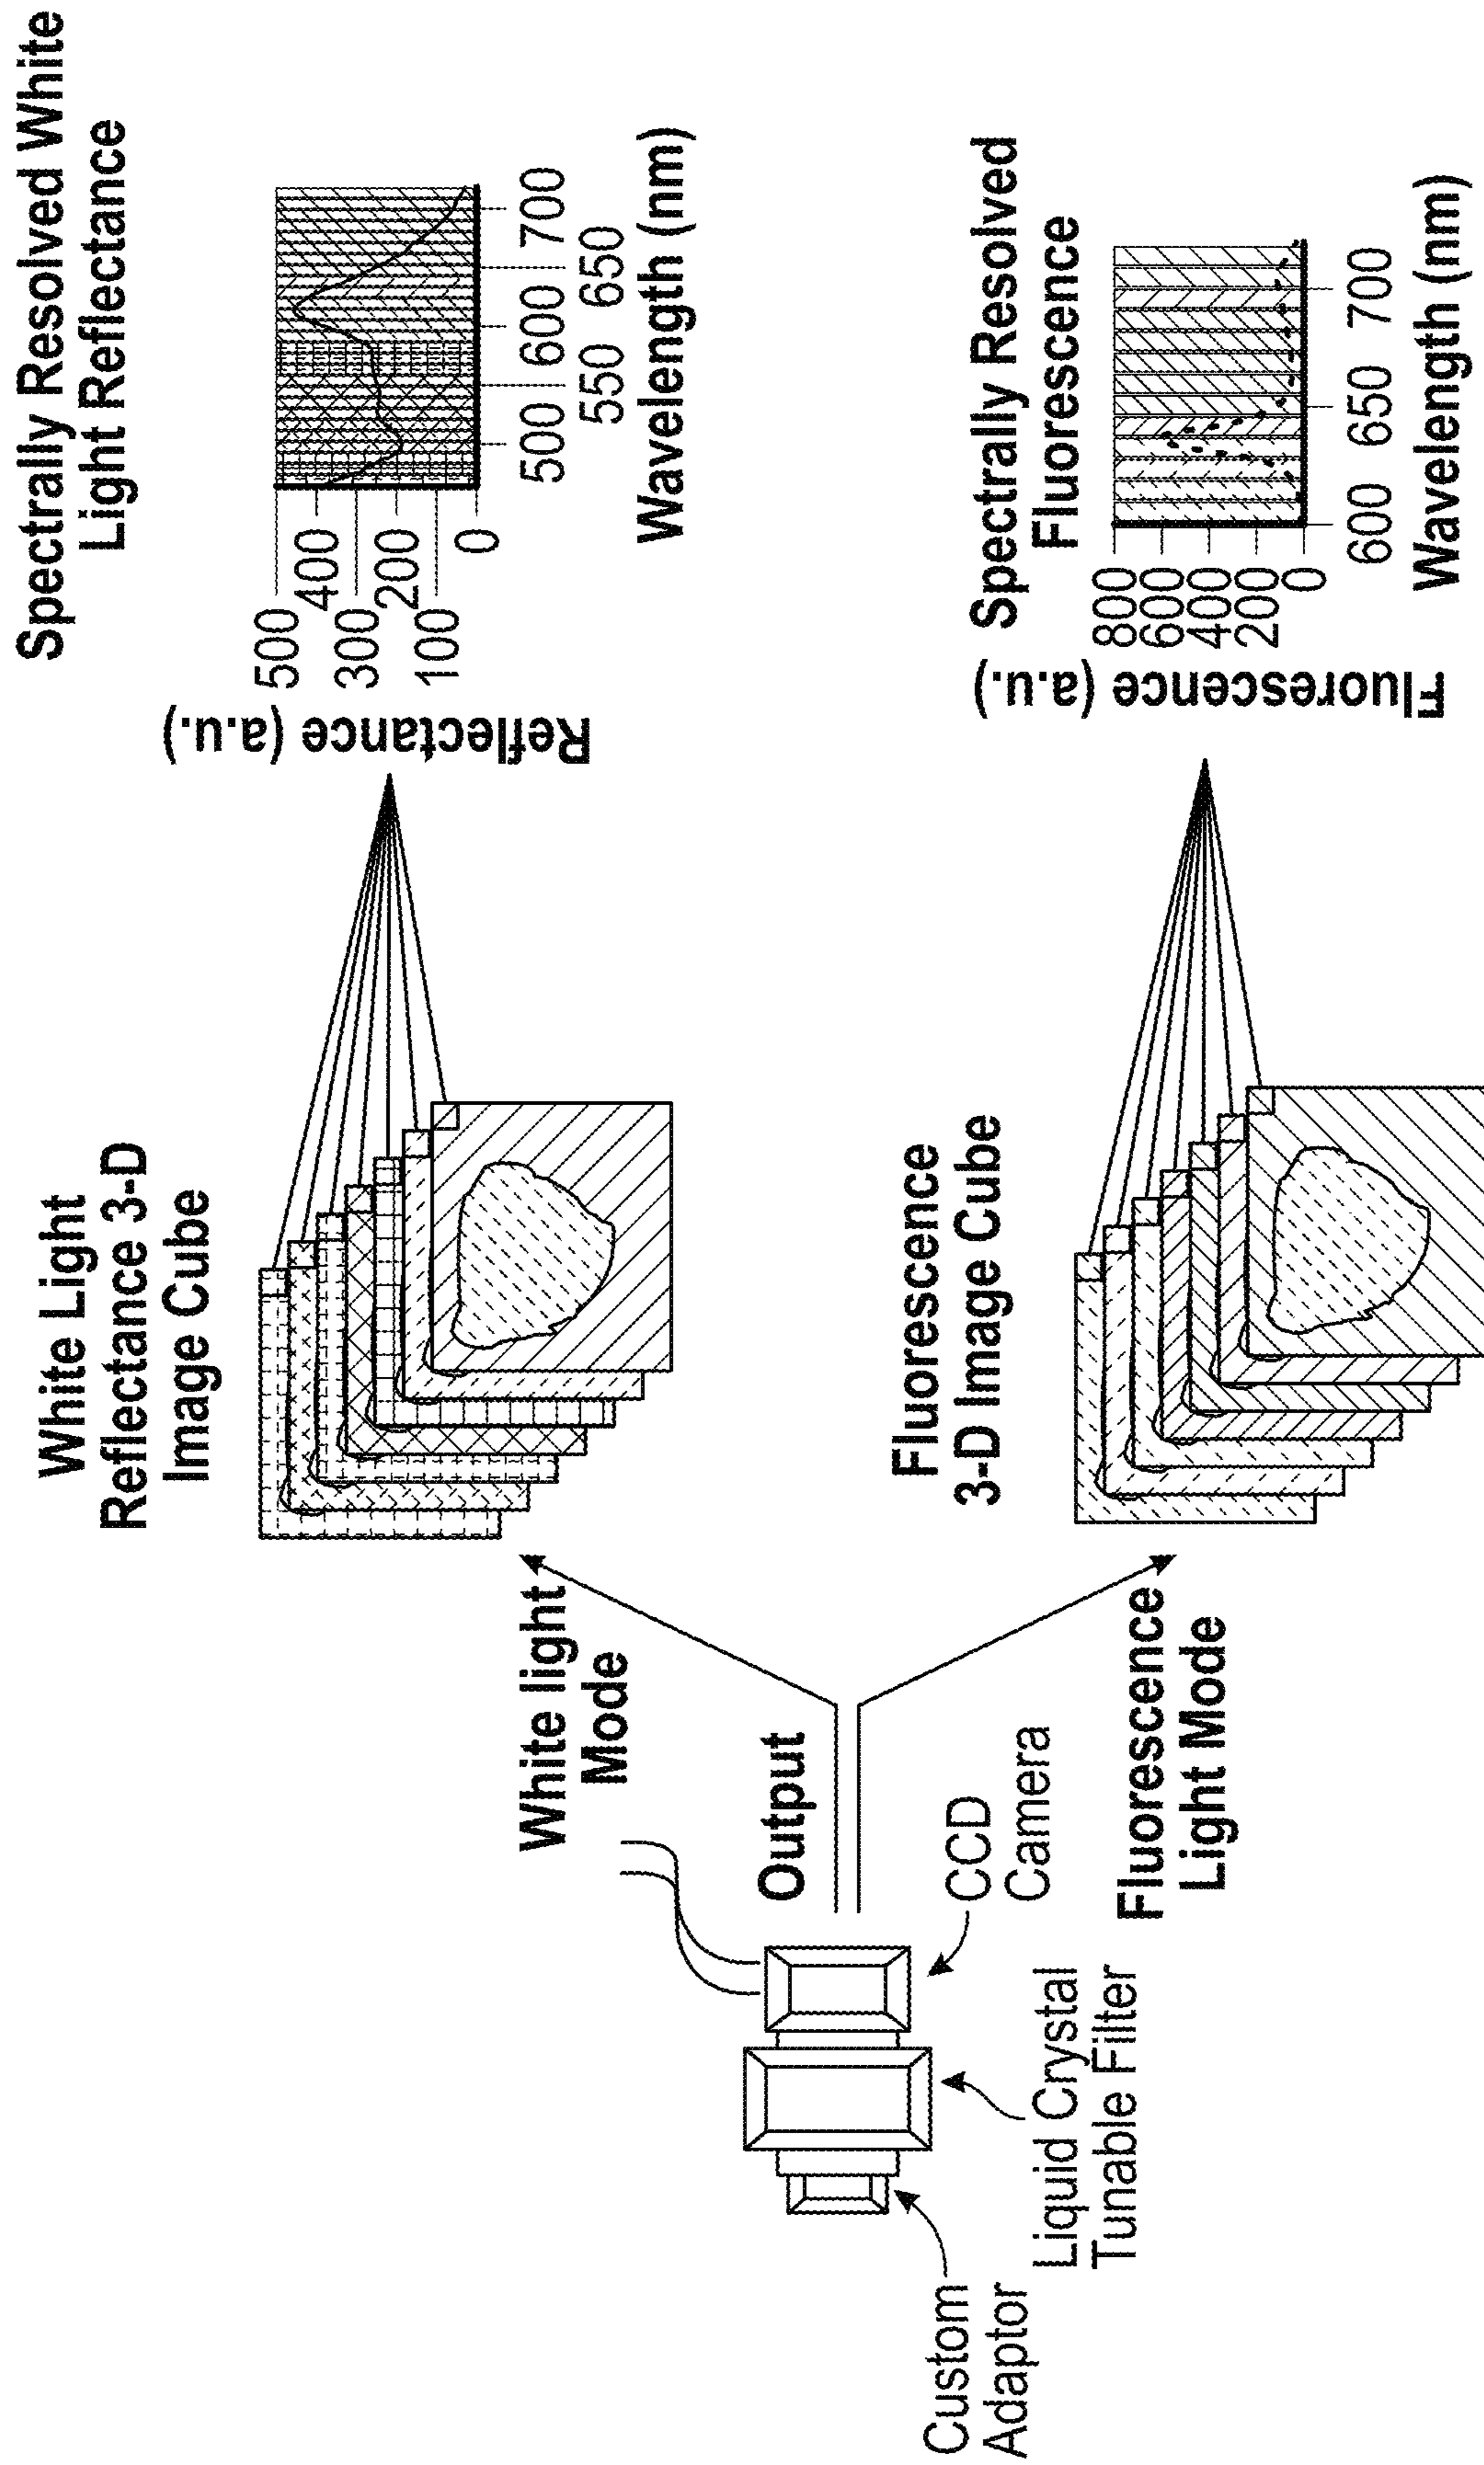 Custom
Adaptor
Liquid Crystal
Tunable Filter
CCD
Camera
Output
White light
Mode
Fluorescence
Light Mode
White Light
Reflectance 3-D
Image Cube
Spectrally Resolved White
Light Reflectance
Reflectance (a.u.)
500
400
300
200
100
0
500
600
700
550
650
Wavelength (nm)
Fluorescence
3-D Image Cube
Spectrally Resolved
Fluorescence
Fluorescence (a.u.)
800
600
400
200
0
600
650
700
Wavelength (nm)